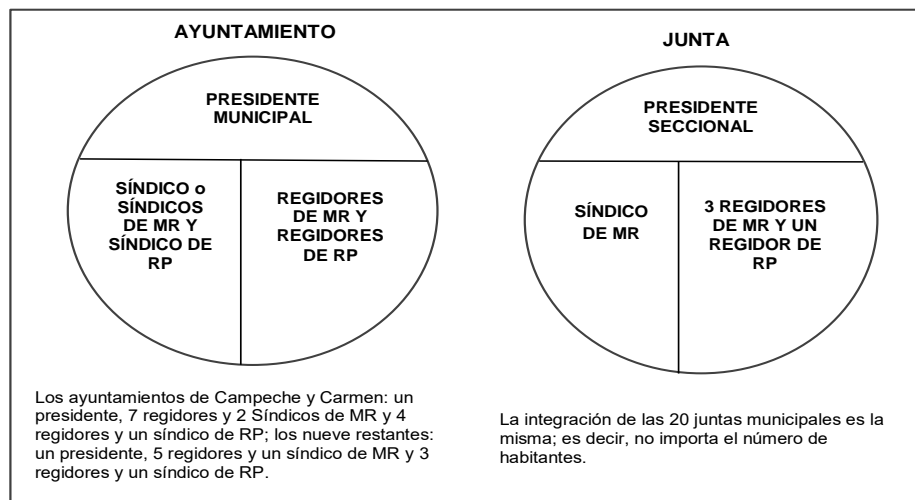 AYUNTAMIENTO
PRESIDENTE
MUNICIPAL
SÍNDICO o
SÍNDICOS
DE MR Y
SÍNDICO DE
RP
REGIDORES
DE MR Y
REGIDORES
DE RP
Los ayuntamientos de Campeche y Carmen: un
presidente, 7 regidores y 2 Síndicos de MR y 4
regidores y un síndico de RP; los nueve restantes:
un presidente, 5 regidores y un síndico de MR y 3
regidores y un síndico de RP.
JUNTA
PRESIDENTE
SECCIONAL
SÍNDICO
DE MR
3 REGIDORES
DE MR Y UN
REGIDOR DE
RP
La integración de las 20 juntas municipales es la
misma; es decir, no importa el número de
habitantes.